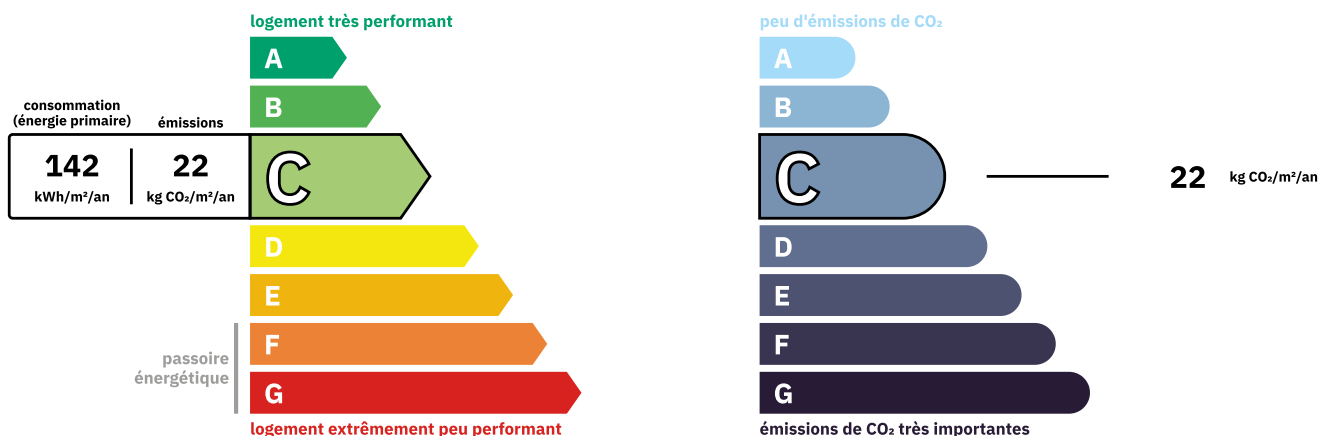 logement très performant
A
B
consommation
(énergie primaire)
émissions
142
kWh/m²/an
22
kg CO₂/m²/an
C
D
E
F
G
passoire
énergétique
logement extrêmement peu performant
peu d'émissions de CO₂
A
B
C
22 kg CO₂/m²/an
D
E
F
G
émissions de CO₂ très importantes